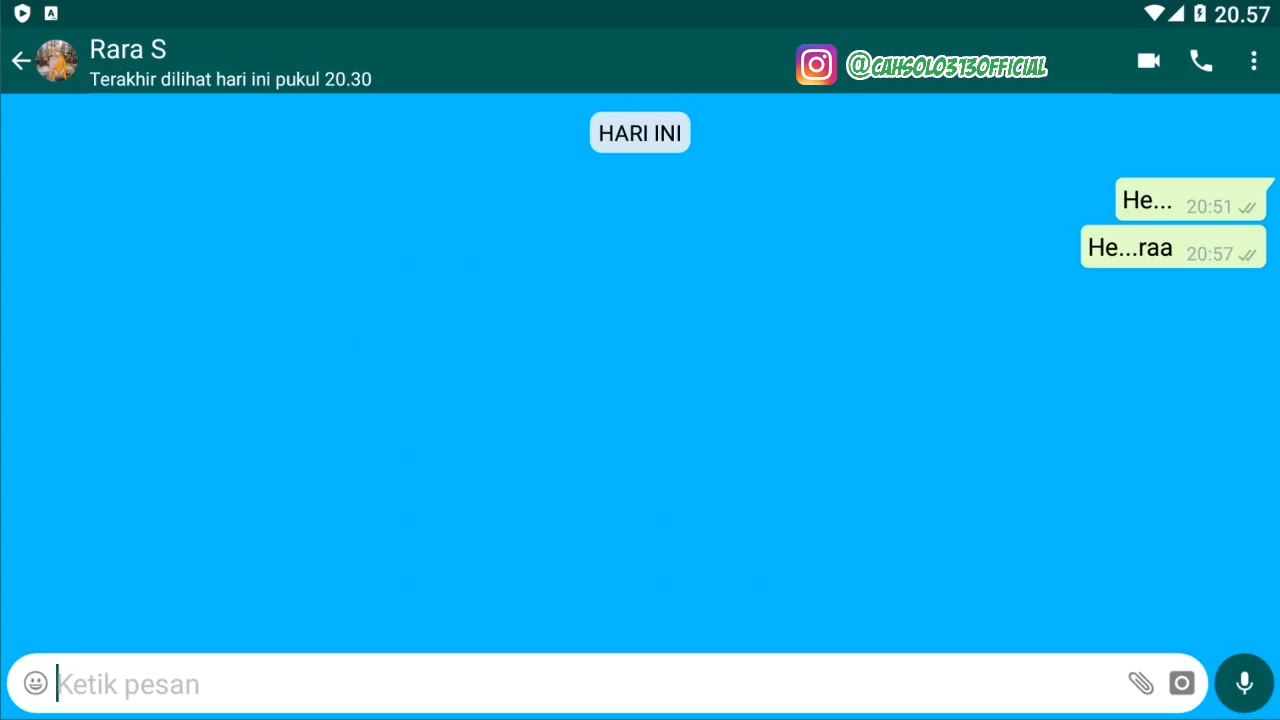 20.57
Rara S
Terakhir dilihat hari ini pukul 20.30
@CAHSOLO313OFFICIAL
HARI INI
He... 20:51
He...raa 20:57
Ketik pesan